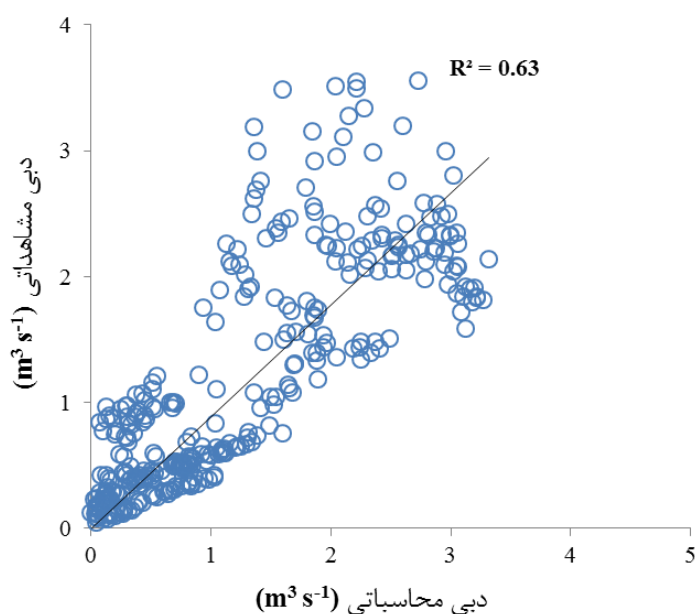 R² = 0.63
دبی مشاهداتی
(m³ s⁻¹)
4
3
2
1
0
0 1 2 3 4 5
دبی محاسباتی (m³ s⁻¹)